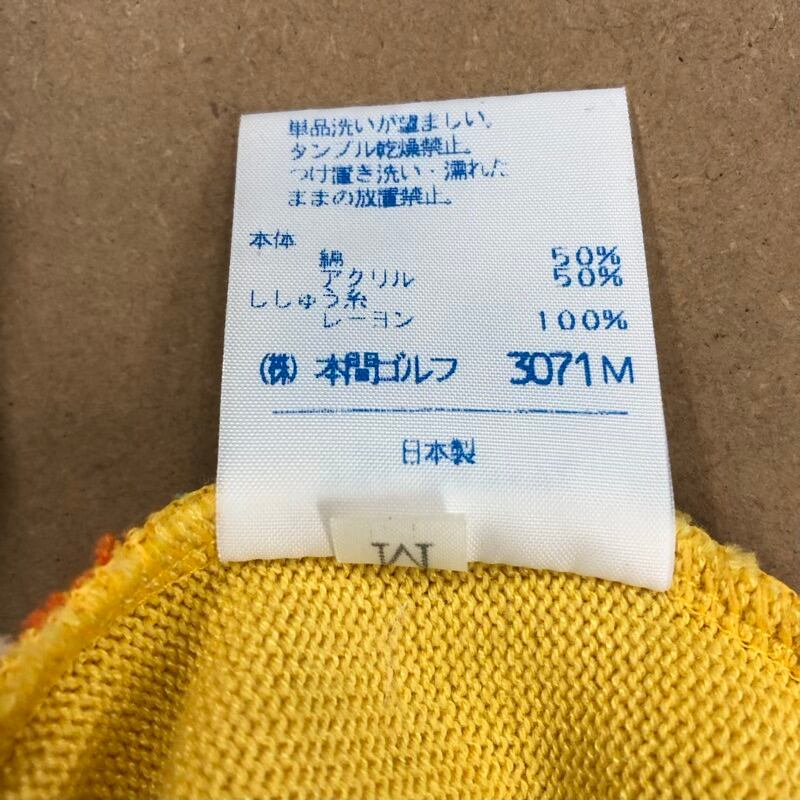 単品洗いが望ましい。
タンブル乾燥禁止。
つけ置き洗い・濡れた
ままの放置禁止。
本体
綿 50%
アクリル 50%
ししゅう糸
レーヨン 100%
(株) 本間ゴルフ 3071M
日本製
M